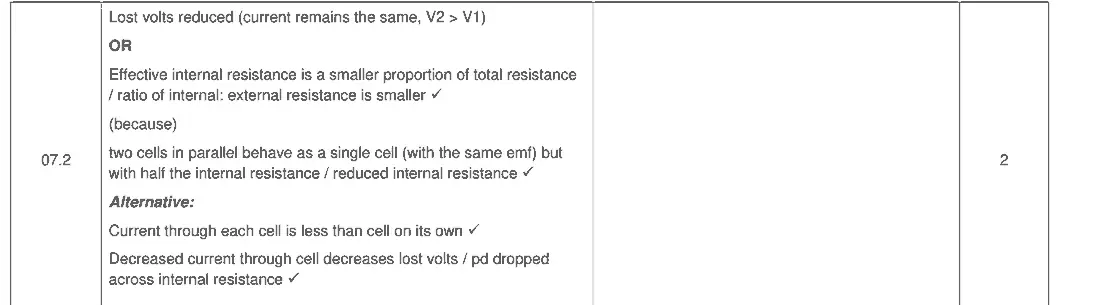 Lost volts reduced (current remains the same, V2 > V1)
OR
Effective internal resistance is a smaller proportion of total resistance
/ ratio of internal: external resistance is smaller ✓
(because)
07.2
two cells in parallel behave as a single cell (with the same emf) but
with half the internal resistance / reduced internal resistance ✓
2
Alternative:
Current through each cell is less than cell on its own ✓
Decreased current through cell decreases lost volts / pd dropped
across internal resistance ✓